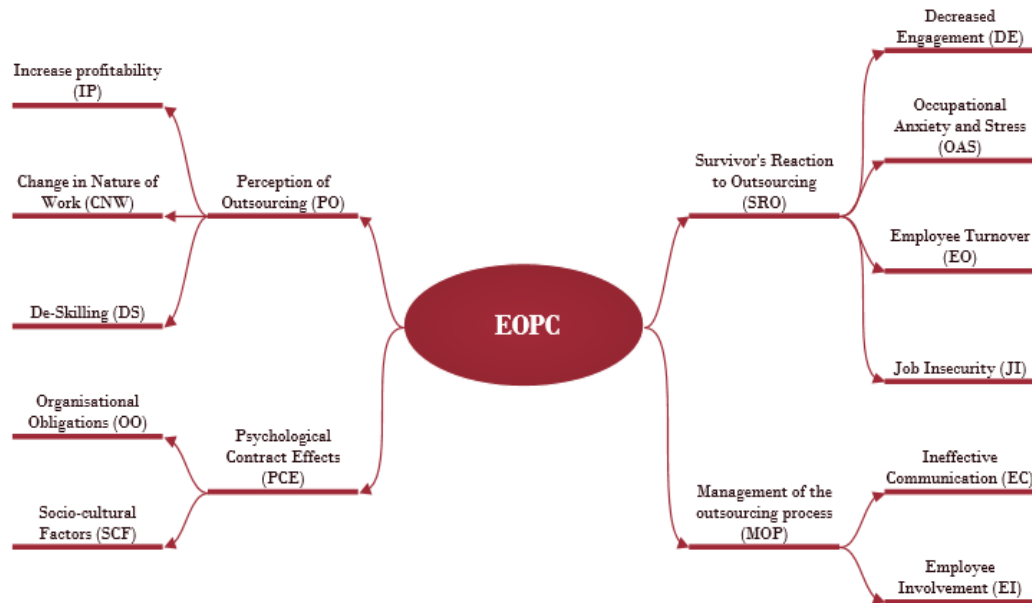 Increase profitability
(IP)
Change in Nature of
Work (CNW)
De-Skilling (DS)
Perception of
Outsourcing (PO)
Organisational
Obligations (OO)
Socio-cultural
Factors (SCF)
Psychological
Contract Effects
(PCE)
EOPC
Survivor's Reaction
to Outsourcing
(SRO)
Decreased
Engagement (DE)
Occupational
Anxiety and Stress
(OAS)
Employee Turnover
(EO)
Job Insecurity (JI)
Management of the
outsourcing process
(MOP)
Ineffective
Communication (EC)
Employee
Involvement (EI)